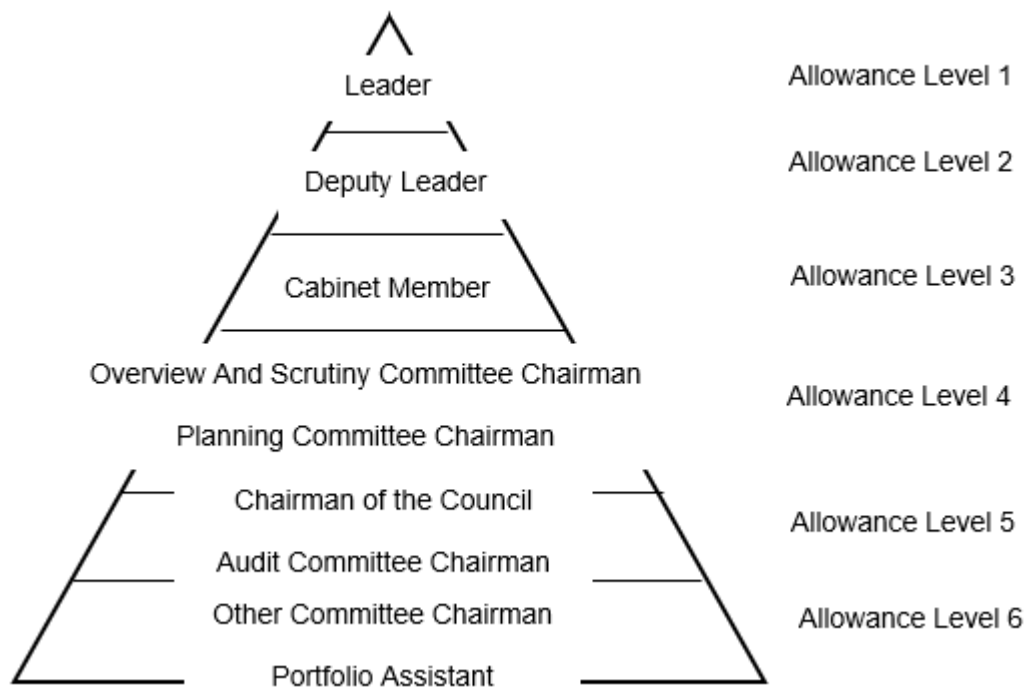 Leader
Allowance Level 1
Deputy Leader
Allowance Level 2
Cabinet Member
Allowance Level 3
Overview And Scrutiny Committee Chairman
Planning Committee Chairman
Allowance Level 4
Chairman of the Council
Audit Committee Chairman
Allowance Level 5
Other Committee Chairman
Portfolio Assistant
Allowance Level 6